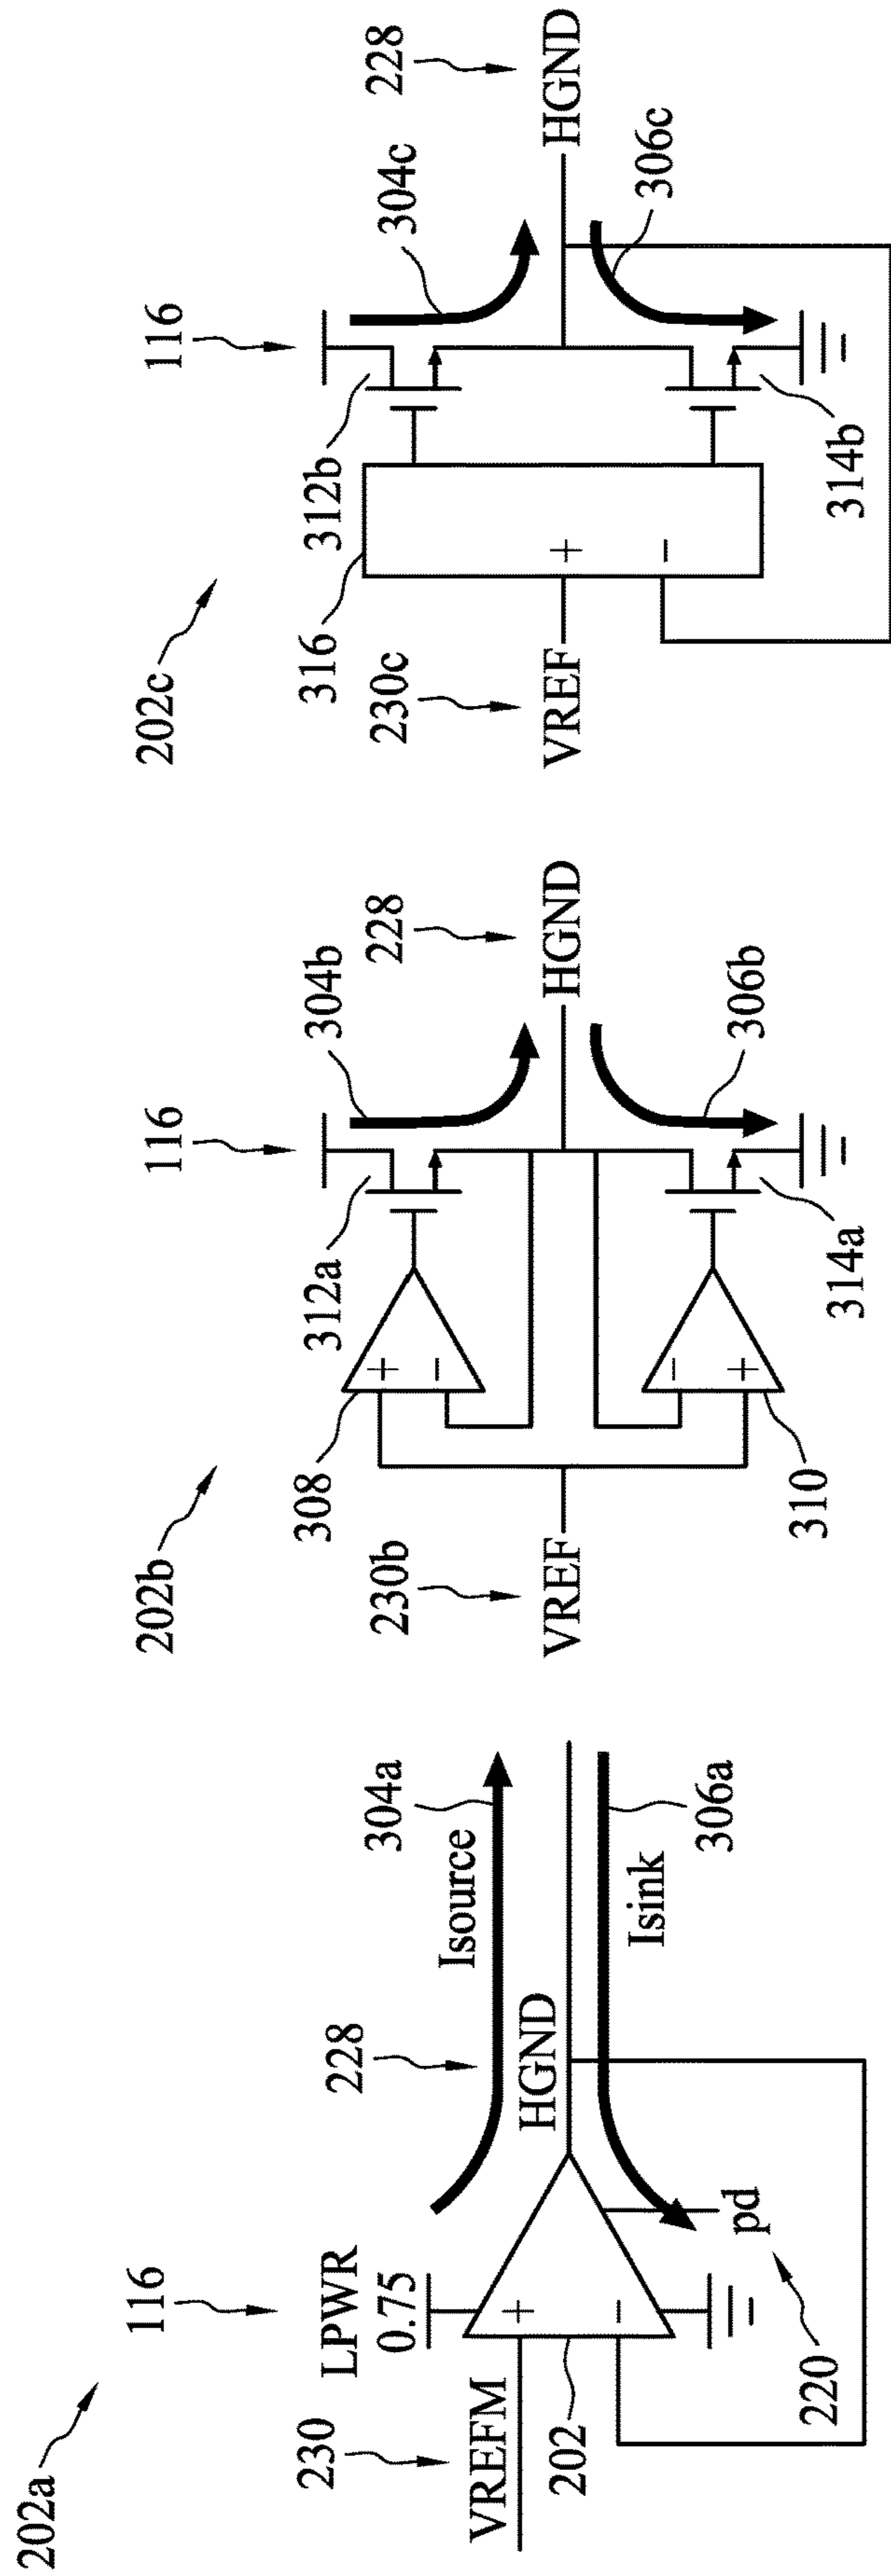 202a
116
LPWR
0.75
230
VREFM
228
HGND
Isource
304a
+
−
202
220
pd
Isink
306a
202b
116
304b
228
HGND
312a
308
+
−
230b
VREF
−
+
310
314a
306b
202c
116
304c
228
HGND
312b
316
230c
VREF
+
−
314b
306c